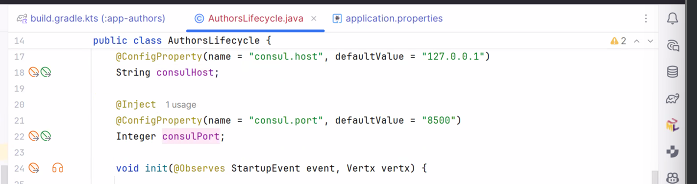 build.gradle.kts (:app-authors)
AuthorsLifecycle.java ×
application.properties
14 public class AuthorsLifecycle {
2
17 @ConfigProperty(name = "consul.host", defaultValue = "127.0.0.1")
18 String consulHost;
19
20 @Inject 1 usage
21 @ConfigProperty(name = "consul.port", defaultValue = "8500")
22 Integer consulPort;
23
24 void init(@Observes StartupEvent event, Vertx vertx) {